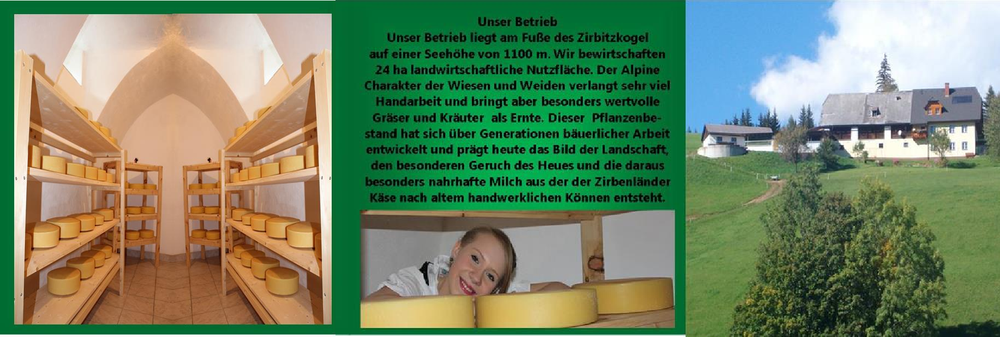 Unser Betrieb
Unser Betrieb liegt am Fuße des Zirbitzkogel
auf einer Seehöhe von 1100 m. Wir bewirtschaften
24 ha landwirtschaftliche Nutzfläche. Der Alpine
Charakter der Wiesen und Weiden verlangt sehr viel
Handarbeit und bringt aber besonders wertvolle
Gräser und Kräuter  als Ernte. Dieser  Pflanzenbe-
stand hat sich über Generationen bäuerlicher Arbeit
entwickelt und prägt heute das Bild der Landschaft,
den besonderen Geruch des Heues und die daraus
besonders nahrhafte Milch aus der der Zirbenländer
Käse nach altem handwerklichen Können entsteht.